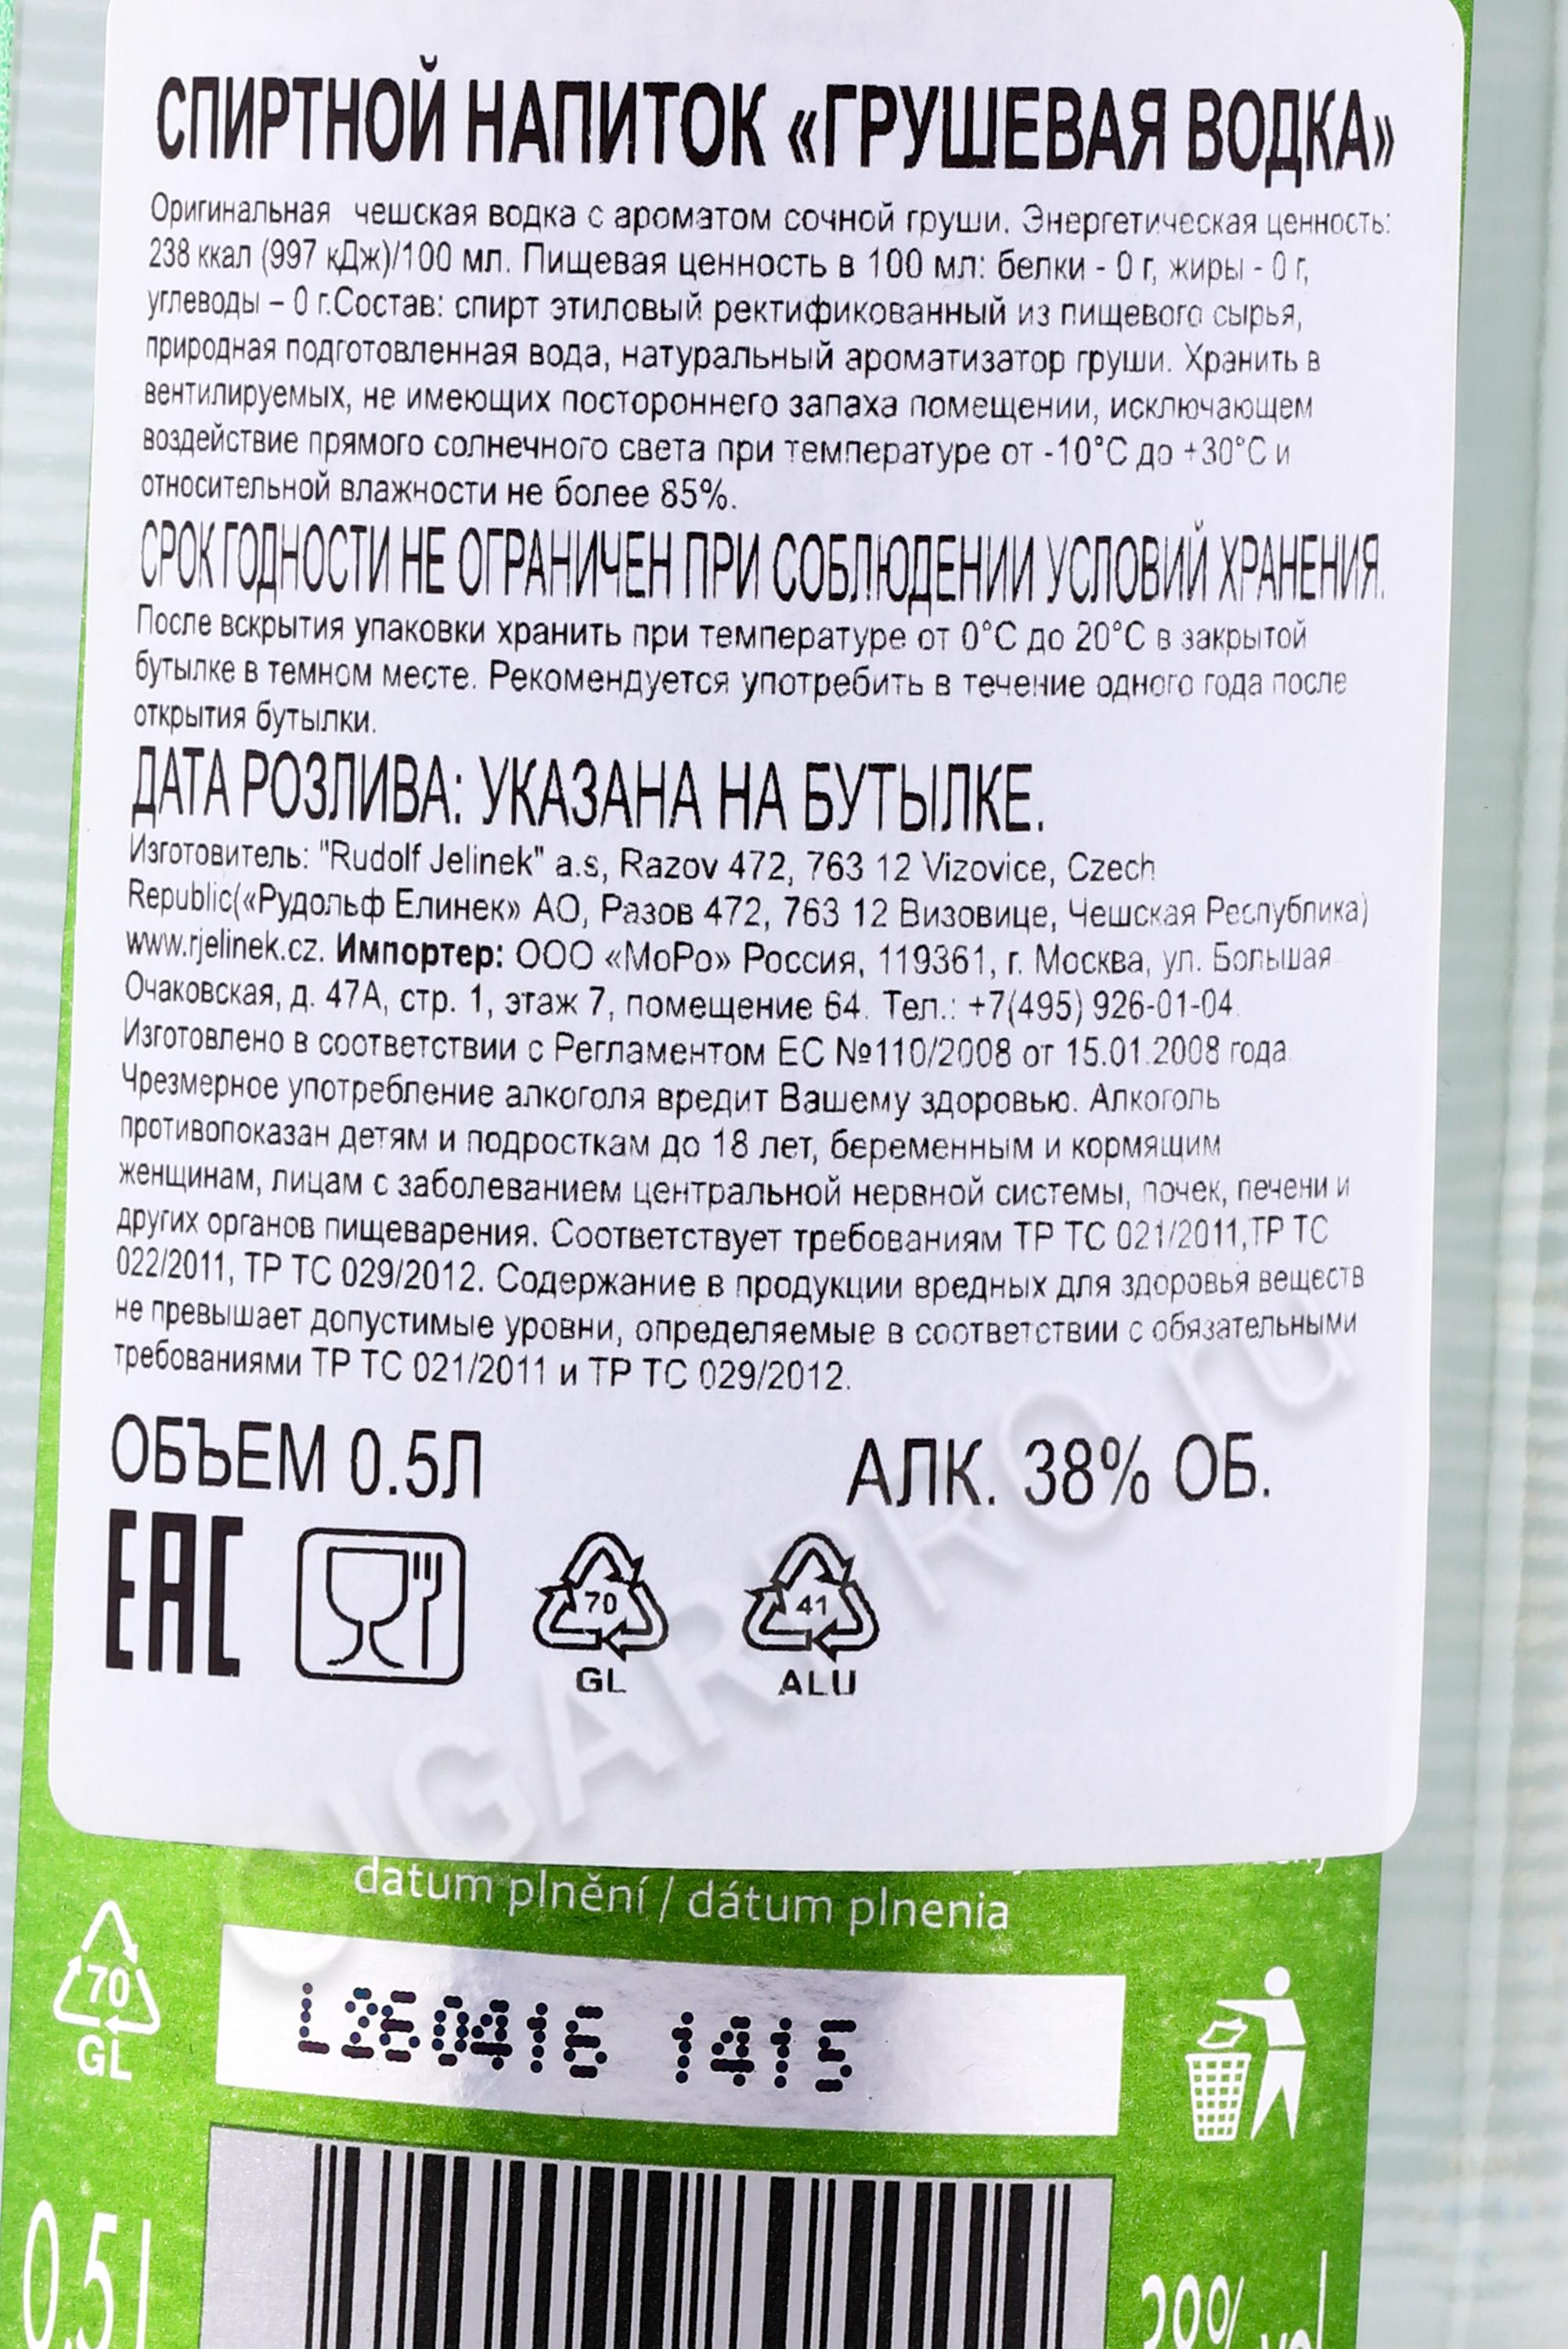 СПИРТНОЙ НАПИТОК «ГРУШЕВАЯ ВОДКА»
Оригинальная чешская водка с ароматом сочной груши. Энергетическая ценность:
238 ккал (997 кДж)/100 мл. Пищевая ценность в 100 мл: белки - 0 г, жиры - 0 г,
углеводы – 0 г.Состав: спирт этиловый ректификованный из пищевого сырья,
природная подготовленная вода, натуральный ароматизатор груши. Хранить в
вентилируемых, не имеющих постороннего запаха помещении, исключающем
воздействие прямого солнечного света при температуре от -10°С до +30°С и
относительной влажности не более 85%.
СРОК ГОДНОСТИ НЕ ОГРАНИЧЕН ПРИ СОБЛЮДЕНИИ УСЛОВИЙ ХРАНЕНИЯ.
После вскрытия упаковки хранить при температуре от 0°С до 20°С в закрытой
бутылке в темном месте. Рекомендуется употребить в течение одного года после
открытия бутылки.
ДАТА РОЗЛИВА: УКАЗАНА НА БУТЫЛКЕ.
Изготовитель: "Rudolf Jelinek" a.s, Razov 472, 763 12 Vizovice, Czech
Republic(«Рудольф Елинек» АО, Разов 472, 763 12 Визовице, Чешская Республика)
www.rjelinek.cz. Импортер: ООО «МоРо» Россия, 119361, г. Москва, ул. Большая
Очаковская, д. 47А, стр. 1, этаж 7, помещение 64. Тел.: +7(495) 926-01-04.
Изготовлено в соответствии с Регламентом ЕС №110/2008 от 15.01.2008 года.
Чрезмерное употребление алкоголя вредит Вашему здоровью. Алкоголь
противопоказан детям и подросткам до 18 лет, беременным и кормящим
женщинам, лицам с заболеванием центральной нервной системы, почек, печени и
других органов пищеварения. Соответствует требованиям ТР ТС 021/2011,ТР ТС
022/2011, ТР ТС 029/2012. Содержание в продукции вредных для здоровья веществ
не превышает допустимые уровни, определяемые в соответствии с обязательными
требованиями ТР ТС 021/2011 и ТР ТС 029/2012.
ОБЪЕМ 0.5Л АЛК. 38% ОБ.
EAC 70 41
GL ALU
CIGARPRO.ru
datum plnění / dátum plnenia
70
GL
L260416 1415
0,5 l 38% vol